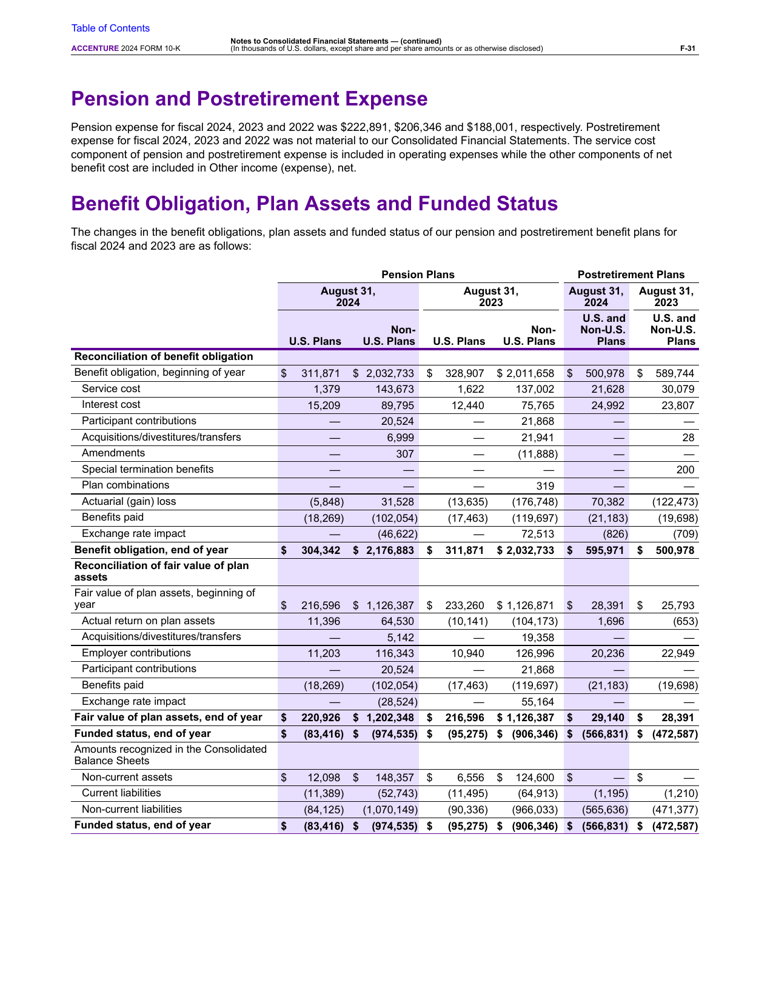 Table of Contents
ACCENTURE 2024 FORM 10-K
Notes to Consolidated Financial Statements — (continued)
(In thousands of U.S. dollars, except share and per share amounts or as otherwise disclosed)
F-31
Pension and Postretirement Expense
Pension expense for fiscal 2024, 2023 and 2022 was $222,891, $206,346 and $188,001, respectively. Postretirement
expense for fiscal 2024, 2023 and 2022 was not material to our Consolidated Financial Statements. The service cost
component of pension and postretirement expense is included in operating expenses while the other components of net
benefit cost are included in Other income (expense), net.
Benefit Obligation, Plan Assets and Funded Status
The changes in the benefit obligations, plan assets and funded status of our pension and postretirement benefit plans for
fiscal 2024 and 2023 are as follows:
Pension Plans Postretirement Plans
August 31, 2024 August 31, 2023 August 31, 2024 August 31, 2023
U.S. Plans Non-U.S. Plans U.S. Plans Non-U.S. Plans U.S. and Non-U.S. Plans U.S. and Non-U.S. Plans
Reconciliation of benefit obligation
Benefit obligation, beginning of year $ 311,871 $ 2,032,733 $ 328,907 $ 2,011,658 $ 500,978 $ 589,744
Service cost 1,379 143,673 1,622 137,002 21,628 30,079
Interest cost 15,209 89,795 12,440 75,765 24,992 23,807
Participant contributions — 20,524 — 21,868 — —
Acquisitions/divestitures/transfers — 6,999 — 21,941 — 28
Amendments — 307 — (11,888) — —
Special termination benefits — — — — — 200
Plan combinations — — — 319 — —
Actuarial (gain) loss (5,848) 31,528 (13,635) (176,748) 70,382 (122,473)
Benefits paid (18,269) (102,054) (17,463) (119,697) (21,183) (19,698)
Exchange rate impact — (46,622) — 72,513 (826) (709)
Benefit obligation, end of year $ 304,342 $ 2,176,883 $ 311,871 $ 2,032,733 $ 595,971 $ 500,978
Reconciliation of fair value of plan
assets
Fair value of plan assets, beginning of
year $ 216,596 $ 1,126,387 $ 233,260 $ 1,126,871 $ 28,391 $ 25,793
Actual return on plan assets 11,396 64,530 (10,141) (104,173) 1,696 (653)
Acquisitions/divestitures/transfers — 5,142 — 19,358 — —
Employer contributions 11,203 116,343 10,940 126,996 20,236 22,949
Participant contributions — 20,524 — 21,868 — —
Benefits paid (18,269) (102,054) (17,463) (119,697) (21,183) (19,698)
Exchange rate impact — (28,524) — 55,164 — —
Fair value of plan assets, end of year $ 220,926 $ 1,202,348 $ 216,596 $ 1,126,387 $ 29,140 $ 28,391
Funded status, end of year $ (83,416) $ (974,535) $ (95,275) $ (906,346) $ (566,831) $ (472,587)
Amounts recognized in the Consolidated
Balance Sheets
Non-current assets $ 12,098 $ 148,357 $ 6,556 $ 124,600 $ — $ —
Current liabilities (11,389) (52,743) (11,495) (64,913) (1,195) (1,210)
Non-current liabilities (84,125) (1,070,149) (90,336) (966,033) (565,636) (471,377)
Funded status, end of year $ (83,416) $ (974,535) $ (95,275) $ (906,346) $ (566,831) $ (472,587)